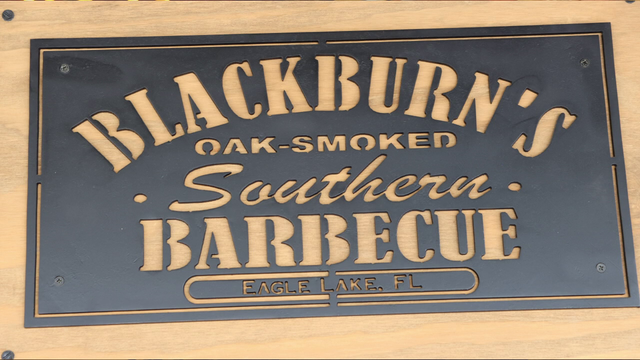 BLACKBURN'S
OAK-SMOKED
• Southern •
BARBECUE
EAGLE LAKE, FL